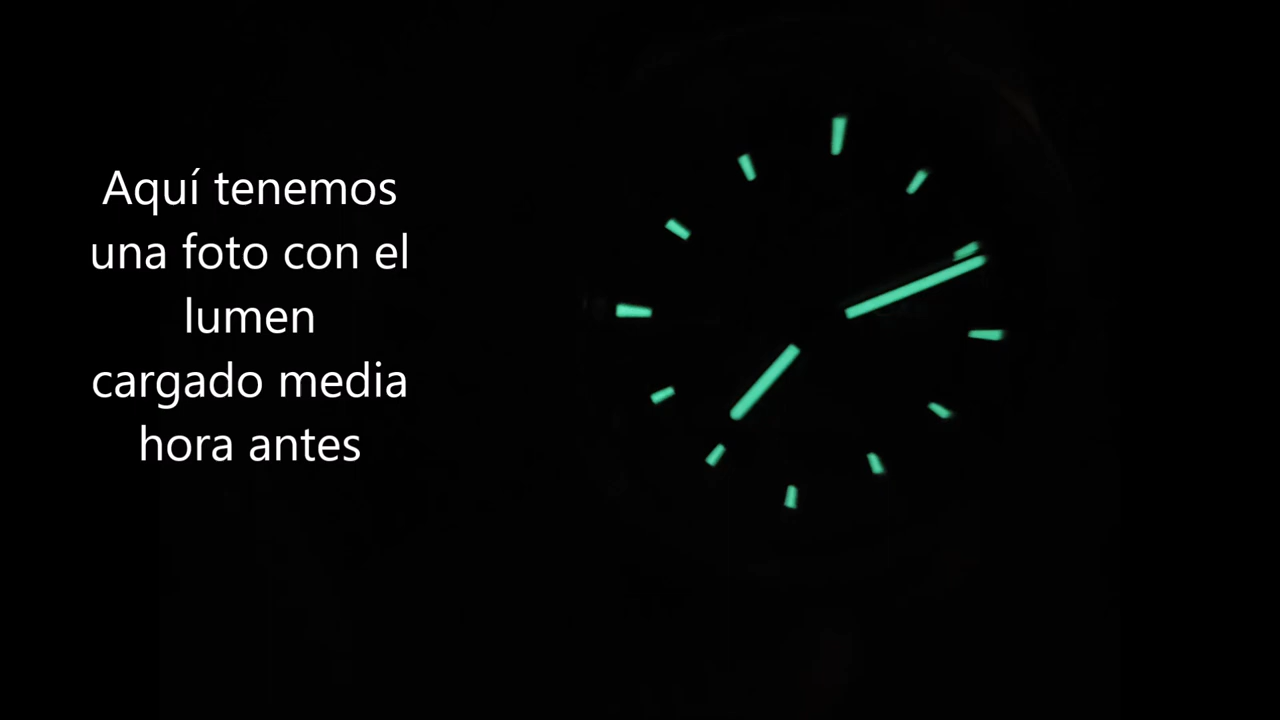 Aquí tenemos
una foto con el
lumen
cargado media
hora antes